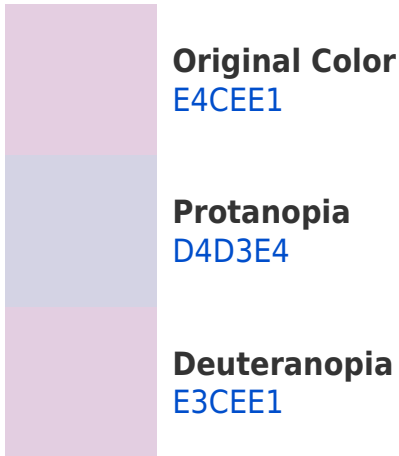 Original Color
E4CEE1
Protanopia
D4D3E4
Deuteranopia
E3CEE1